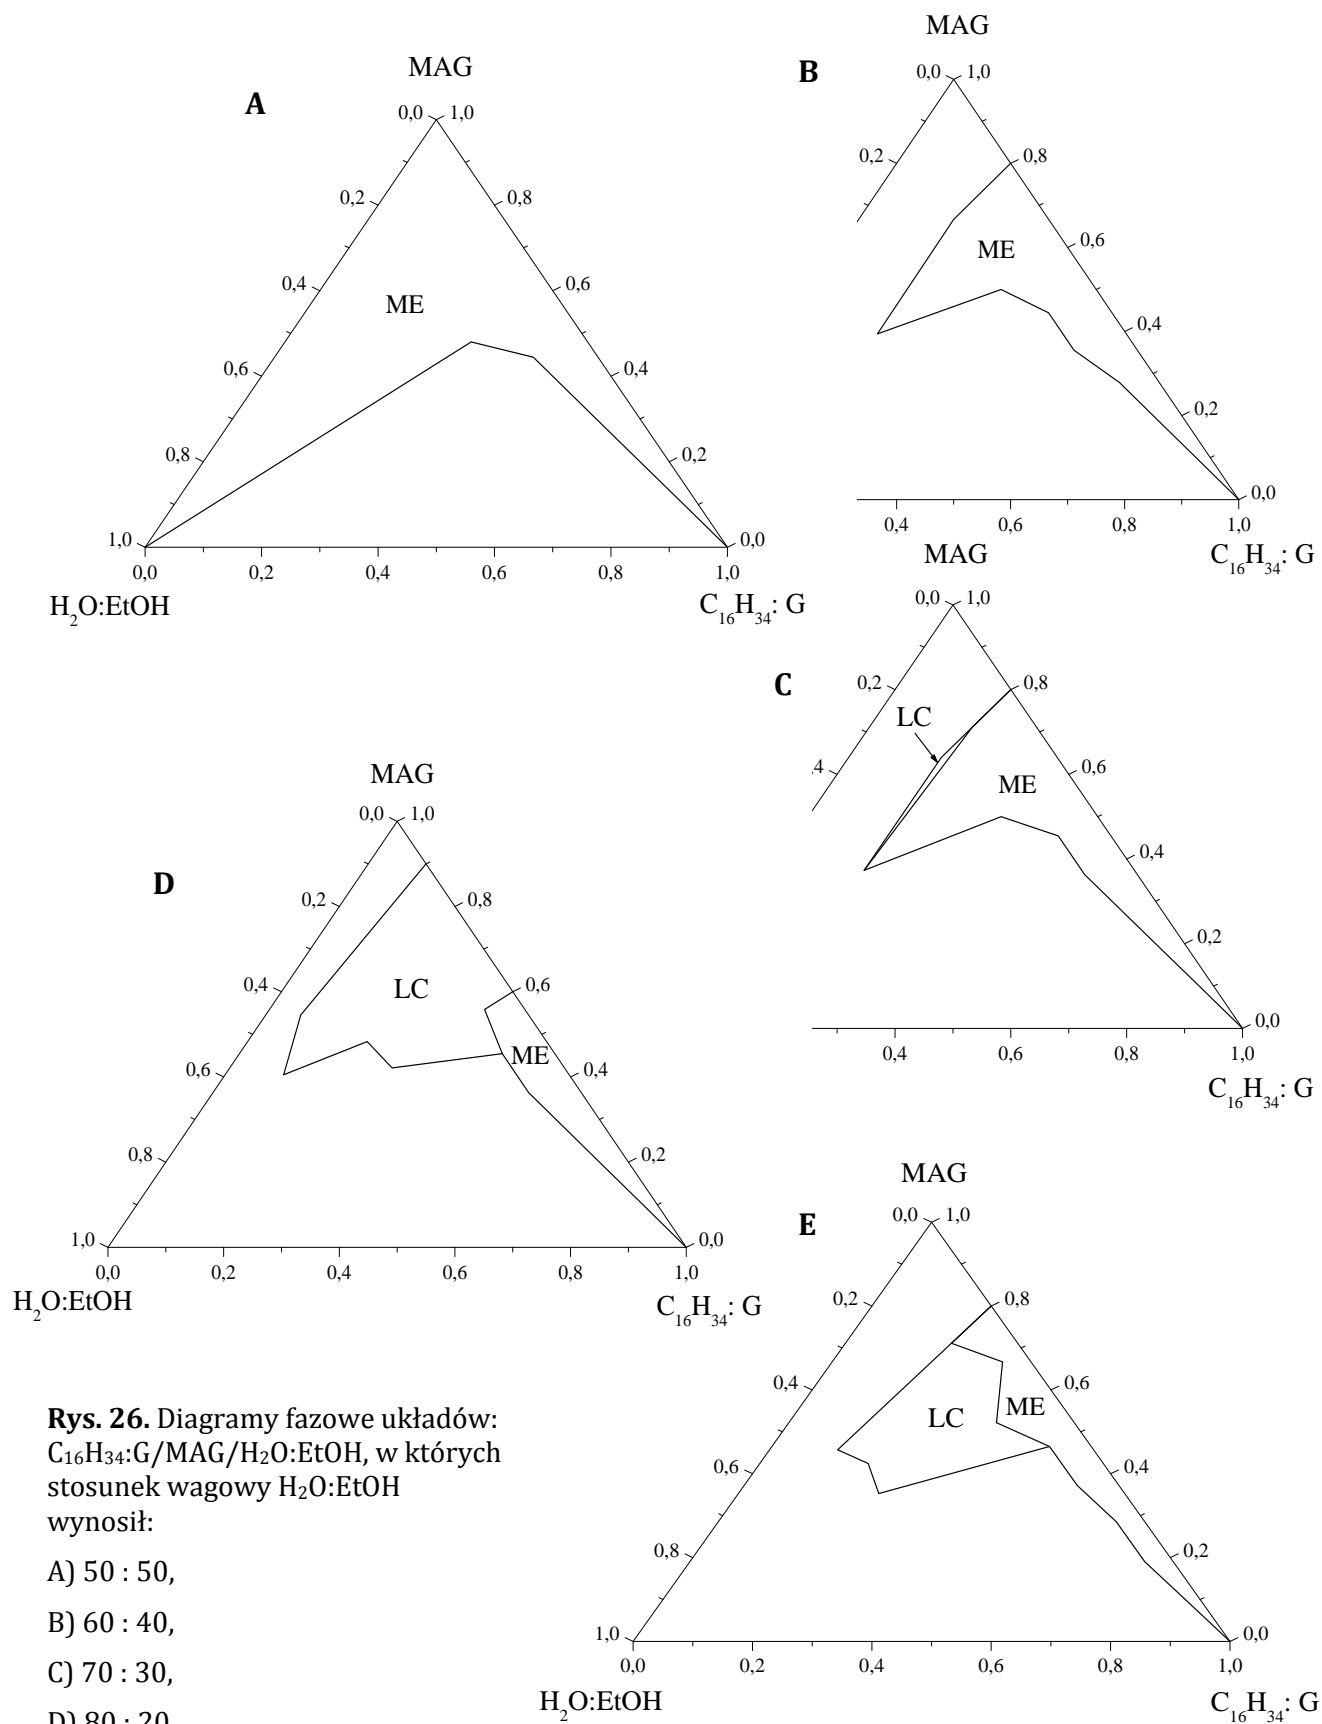 MAG
A
0,0 1,0
0,2 0,8
0,4 0,6
ME
0,6 0,4
0,8 0,2
1,0 0,0
0,0 0,2 0,4 0,6 0,8 1,0
H₂O:EtOH C₁₆H₃₄: G
MAG
B
0,0 1,0
0,2 0,8
ME 0,6
0,4
0,2
0,0
0,4 0,6 0,8 1,0
C₁₆H₃₄: G
MAG
C
0,0 1,0
0,2 0,8
LC
,4 ME 0,6
0,4
0,2
0,0
0,4 0,6 0,8 1,0
C₁₆H₃₄: G
MAG
D
0,0 1,0
0,2 0,8
0,4 LC 0,6
ME
0,6 0,4
0,8 0,2
1,0 0,0
0,0 0,2 0,4 0,6 0,8 1,0
H₂O:EtOH C₁₆H₃₄: G
MAG
E
0,0 1,0
0,2 0,8
0,4 0,6
LC ME
0,6 0,4
0,8 0,2
1,0 0,0
0,0 0,2 0,4 0,6 0,8 1,0
H₂O:EtOH C₁₆H₃₄: G
Rys. 26. Diagramy fazowe układów:
C₁₆H₃₄:G/MAG/H₂O:EtOH, w których
stosunek wagowy H₂O:EtOH
wynosił:
A) 50 : 50,
B) 60 : 40,
C) 70 : 30,
D) 80 : 20